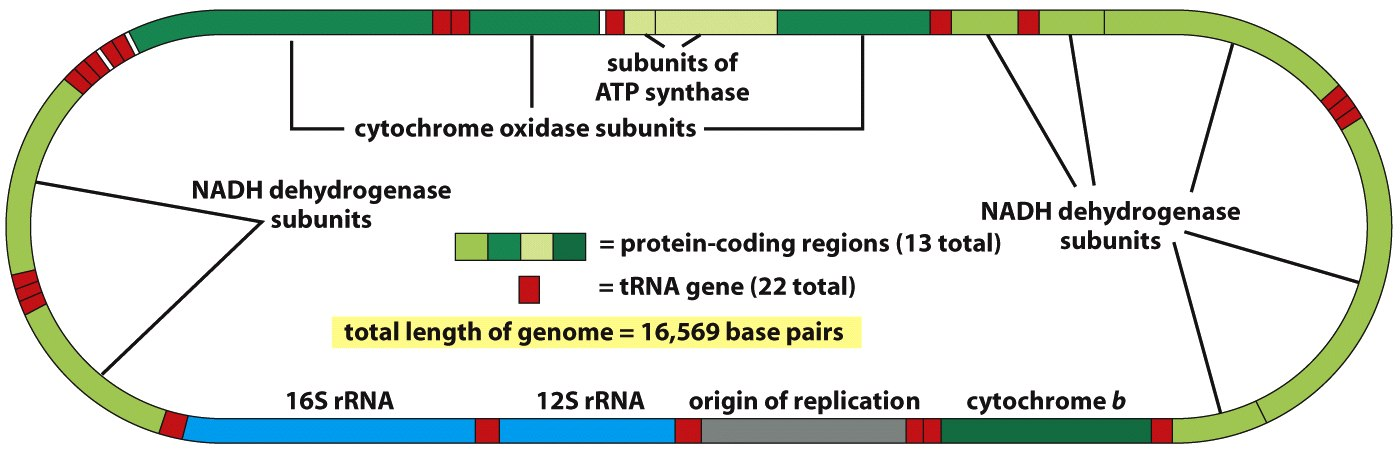 subunits of
ATP synthase
cytochrome oxidase subunits
NADH dehydrogenase
subunits
NADH dehydrogenase
subunits
= protein-coding regions (13 total)
= tRNA gene (22 total)
total length of genome = 16,569 base pairs
16S rRNA
12S rRNA
origin of replication
cytochrome b